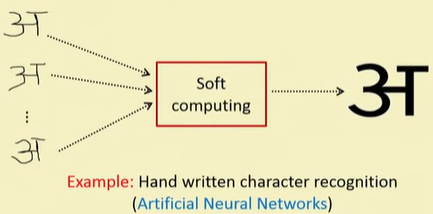 अ
अ
⋮
अ
Soft
computing
अ
Example: Hand written character recognition
(Artificial Neural Networks)